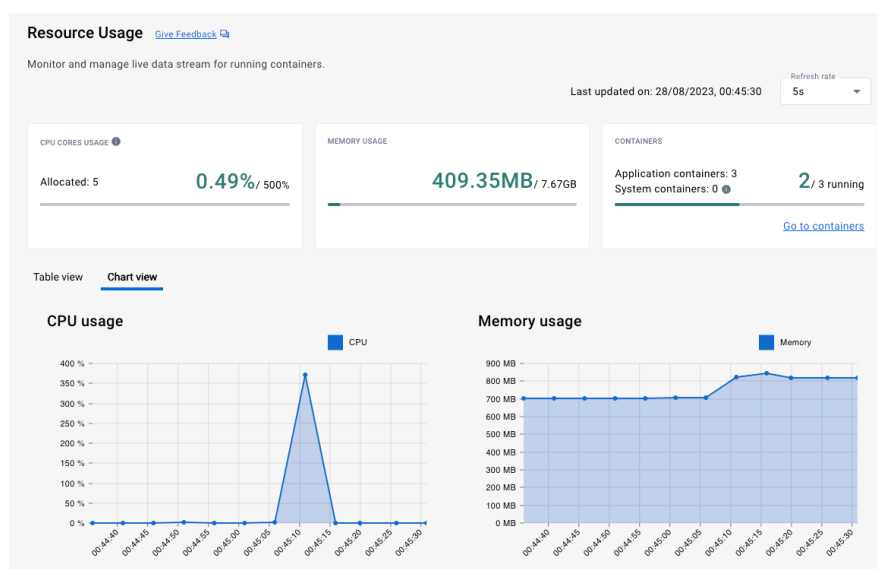 Resource Usage Give Feedback
Monitor and manage live data stream for running containers.
Last updated on: 28/08/2023, 00:45:30
Refresh rate
5s
CPU CORES USAGE
Allocated: 5
0.49% / 500%
MEMORY USAGE
409.35MB / 7.67GB
CONTAINERS
Application containers: 3
System containers: 0
2 / 3 running
Go to containers
Table view Chart view
CPU usage
CPU
400 %
350 %
300 %
250 %
200 %
150 %
100 %
50 %
0 %
00:44:40 00:44:45 00:44:50 00:44:55 00:45:00 00:45:05 00:45:10 00:45:15 00:45:20 00:45:25 00:45:30
Memory usage
Memory
900 MB
800 MB
700 MB
600 MB
500 MB
400 MB
300 MB
200 MB
100 MB
0 MB
00:44:40 00:44:45 00:44:50 00:44:55 00:45:00 00:45:05 00:45:10 00:45:15 00:45:20 00:45:25 00:45:30